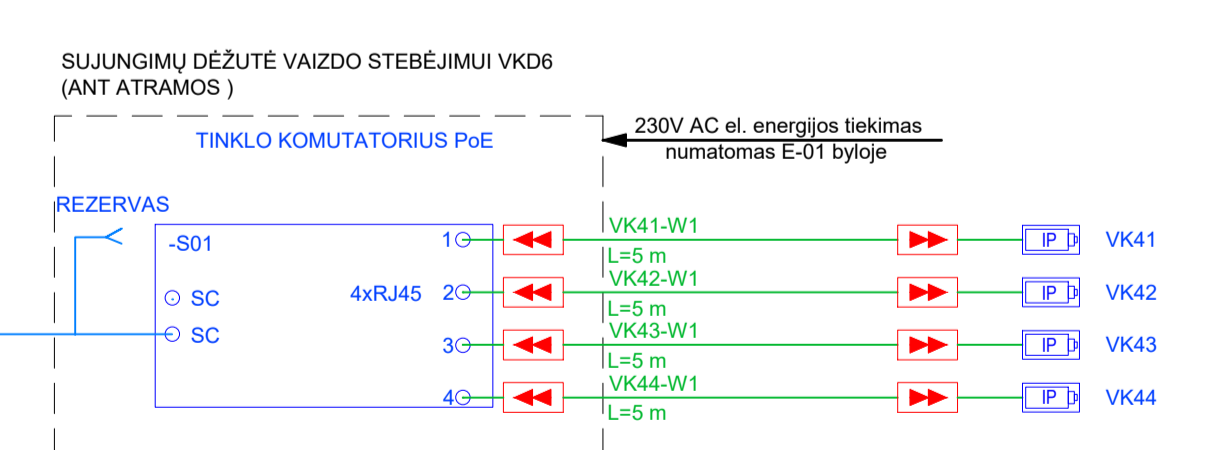 SUJUNGIMŲ DĖŽUTĖ VAIZDO STEBĖJIMUI VKD6
(ANT ATRAMOS )
TINKLO KOMUTATORIUS PoE
230V AC el. energijos tiekimas
numatomas E-01 byloje
REZERVAS
-S01
SC
SC
4xRJ45
1
VK41-W1
L=5 m
IP
VK41
2
VK42-W1
L=5 m
IP
VK42
3
VK43-W1
L=5 m
IP
VK43
4
VK44-W1
L=5 m
IP
VK44